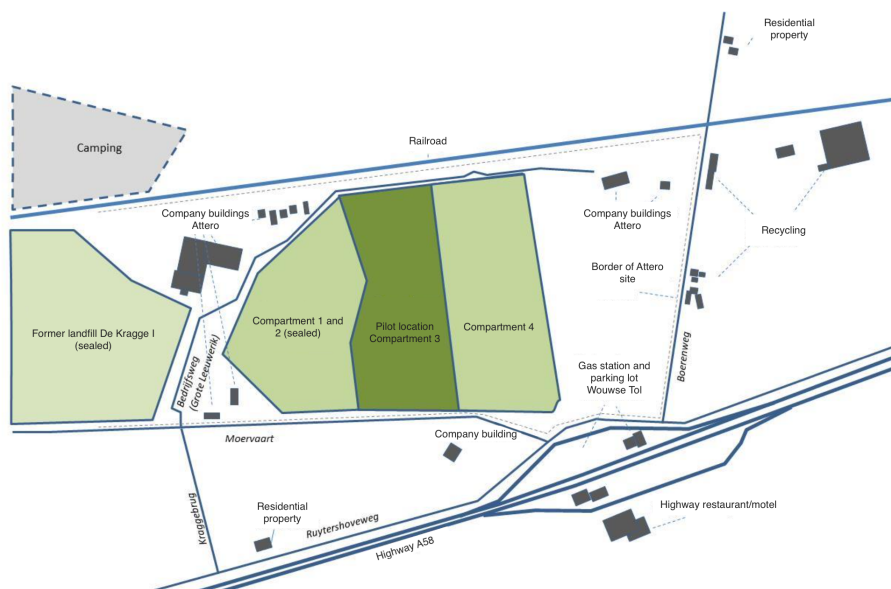 Residential
property
Camping
Railroad
Company buildings
Attero
Company buildings
Attero
Recycling
Border of Attero
site
Former landfill De Kragge I
(sealed)
Bedrijfsweg
(Grote Leeuwerik)
Compartment 1 and
2 (sealed)
Pilot location
Compartment 3
Compartment 4
Boerenweg
Gas station and
parking lot
Wouwse Tol
Moervaart
Company building
Kraggebrug
Residential
property
Ruytershoveweg
Highway A58
Highway restaurant/motel